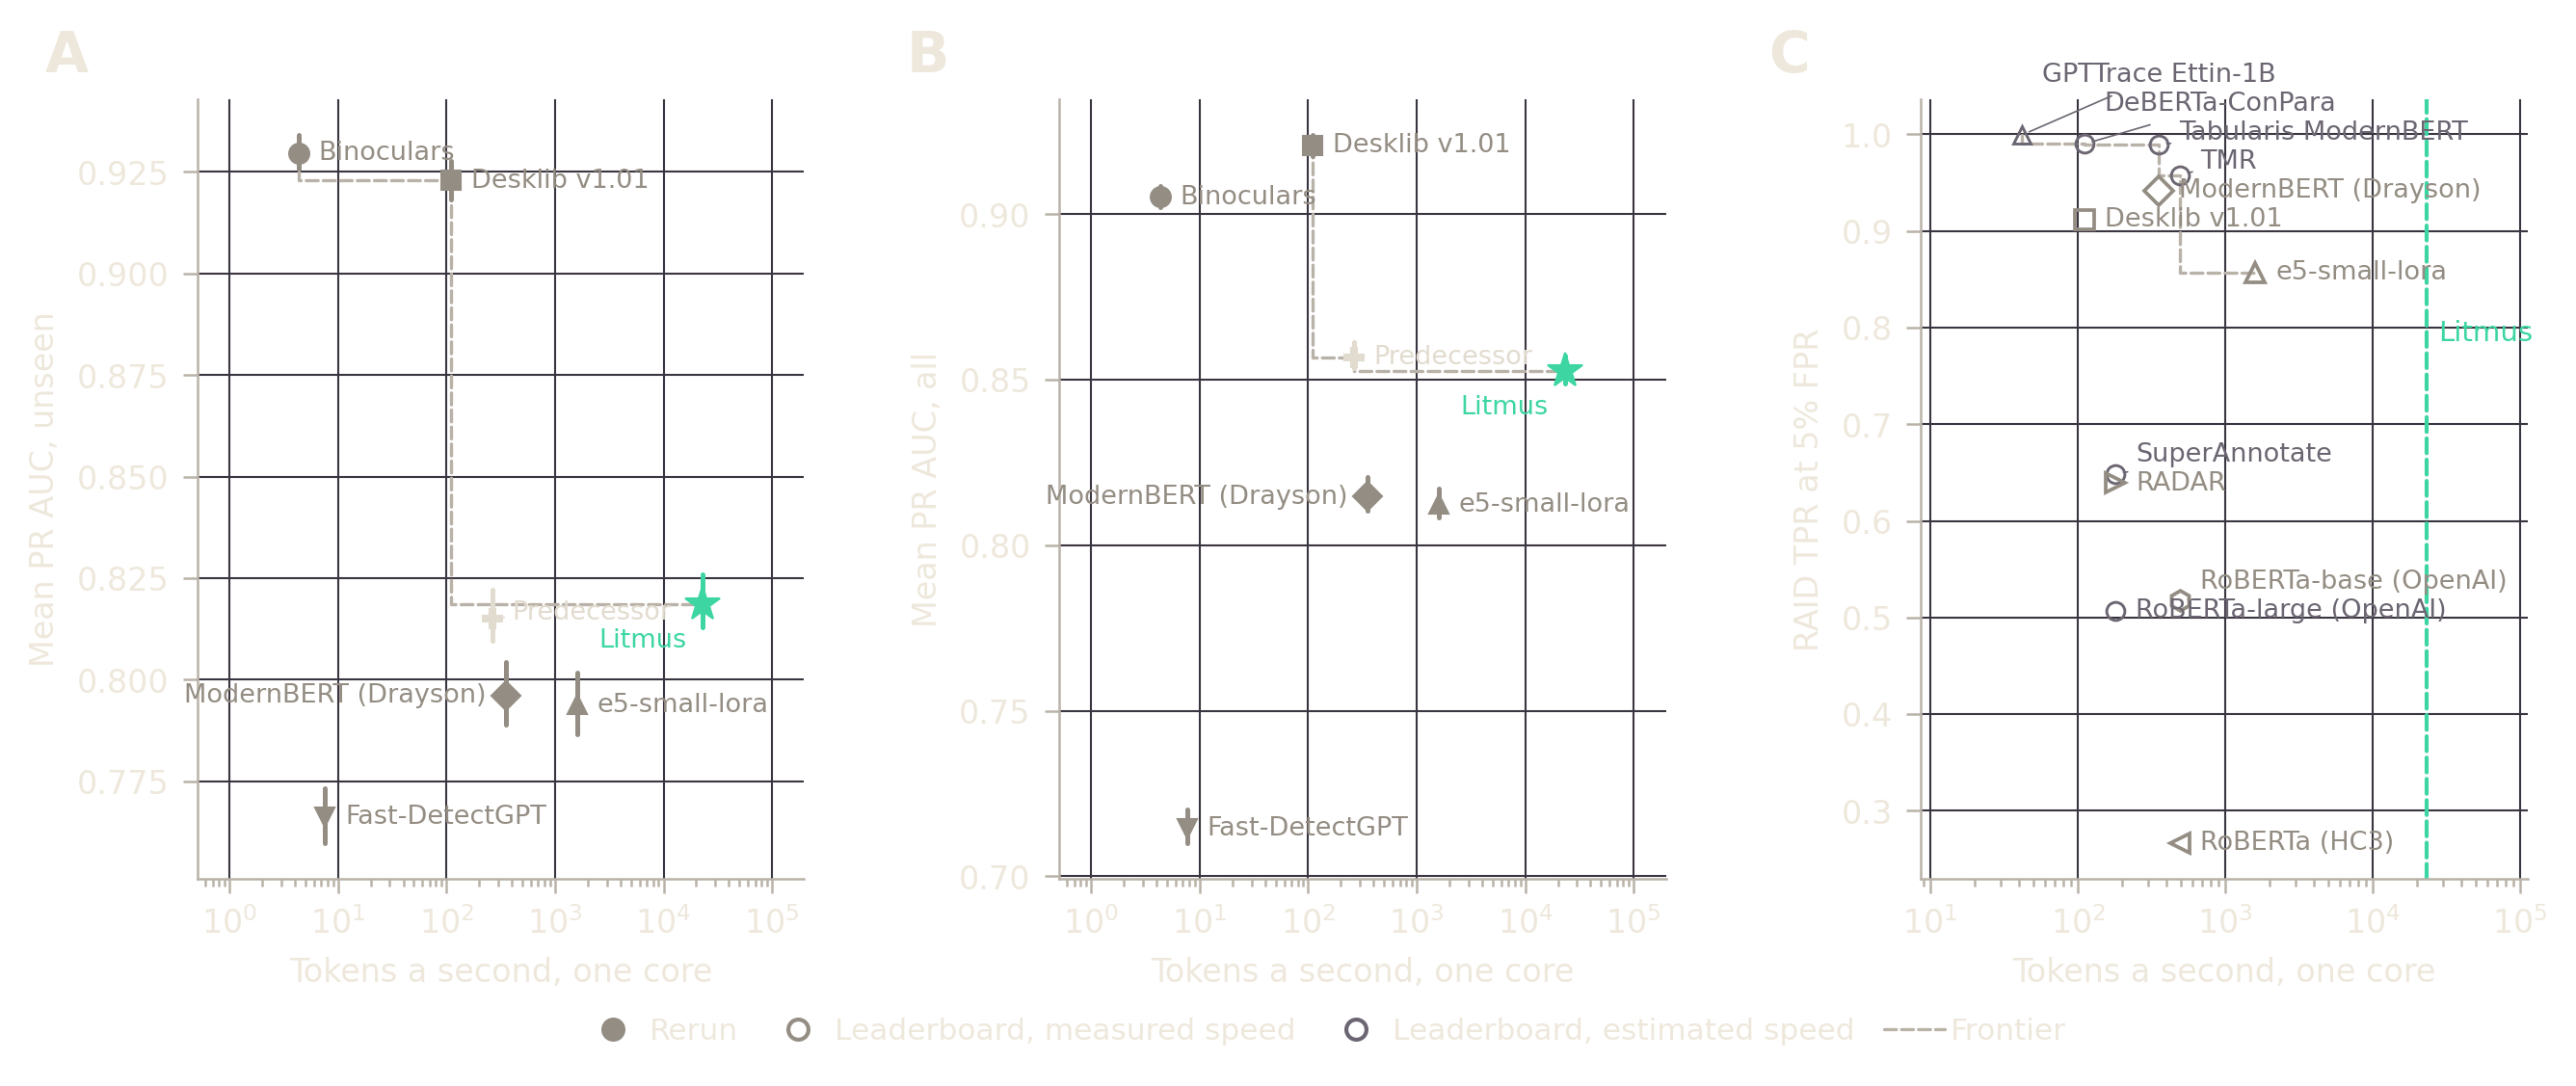 A
Mean PR AUC, unseen
0.925
0.900
0.875
0.850
0.825
0.800
0.775
Binoculars
Desklib v1.01
Predecessor
Litmus
ModernBERT (Drayson)
e5-small-lora
Fast-DetectGPT
10⁰ 10¹ 10² 10³ 10⁴ 10⁵
Tokens a second, one core
B
Mean PR AUC, all
0.90
0.85
0.80
0.75
0.70
Desklib v1.01
Binoculars
Predecessor
Litmus
ModernBERT (Drayson)
e5-small-lora
Fast-DetectGPT
10⁰ 10¹ 10² 10³ 10⁴ 10⁵
Tokens a second, one core
C
RAID TPR at 5% FPR
1.0
0.9
0.8
0.7
0.6
0.5
0.4
0.3
GPTTrace Ettin-1B
DeBERTa-ConPara
Tabularis ModernBERT
TMR
ModernBERT (Drayson)
Desklib v1.01
e5-small-lora
Litmus
SuperAnnotate
RADAR
RoBERTa-base (OpenAI)
RoBERTa-large (OpenAI)
RoBERTa (HC3)
10¹ 10² 10³ 10⁴ 10⁵
Tokens a second, one core
Rerun
Leaderboard, measured speed
Leaderboard, estimated speed
Frontier